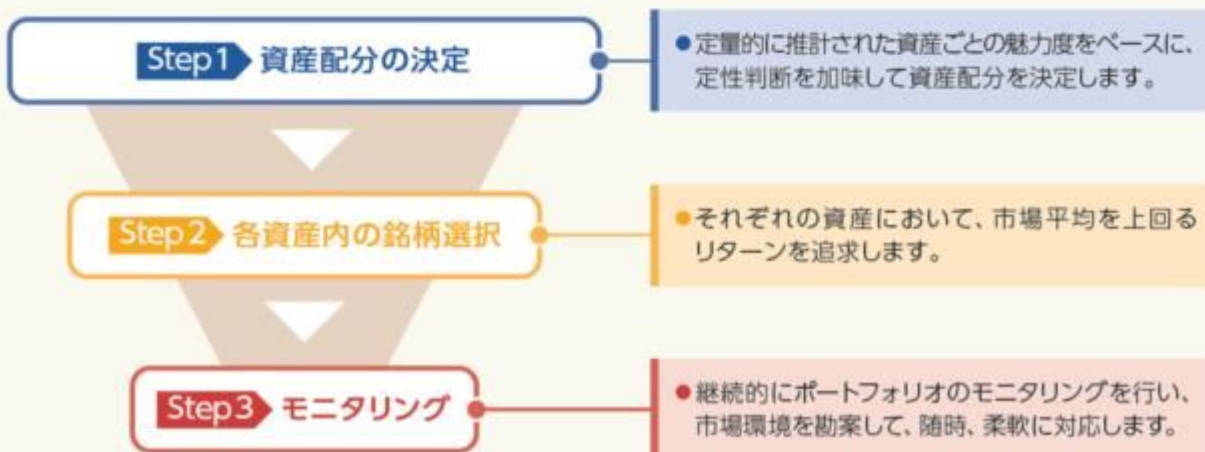 Step1 資産配分の決定
●定量的に推計された資産ごとの魅力度をベースに、
定性判断を加味して資産配分を決定します。
Step2 各資産内の銘柄選択
●それぞれの資産において、市場平均を上回る
リターンを追求します。
Step3 モニタリング
●継続的にポートフォリオのモニタリングを行い、
市場環境を勘案して、随時、柔軟に対応します。